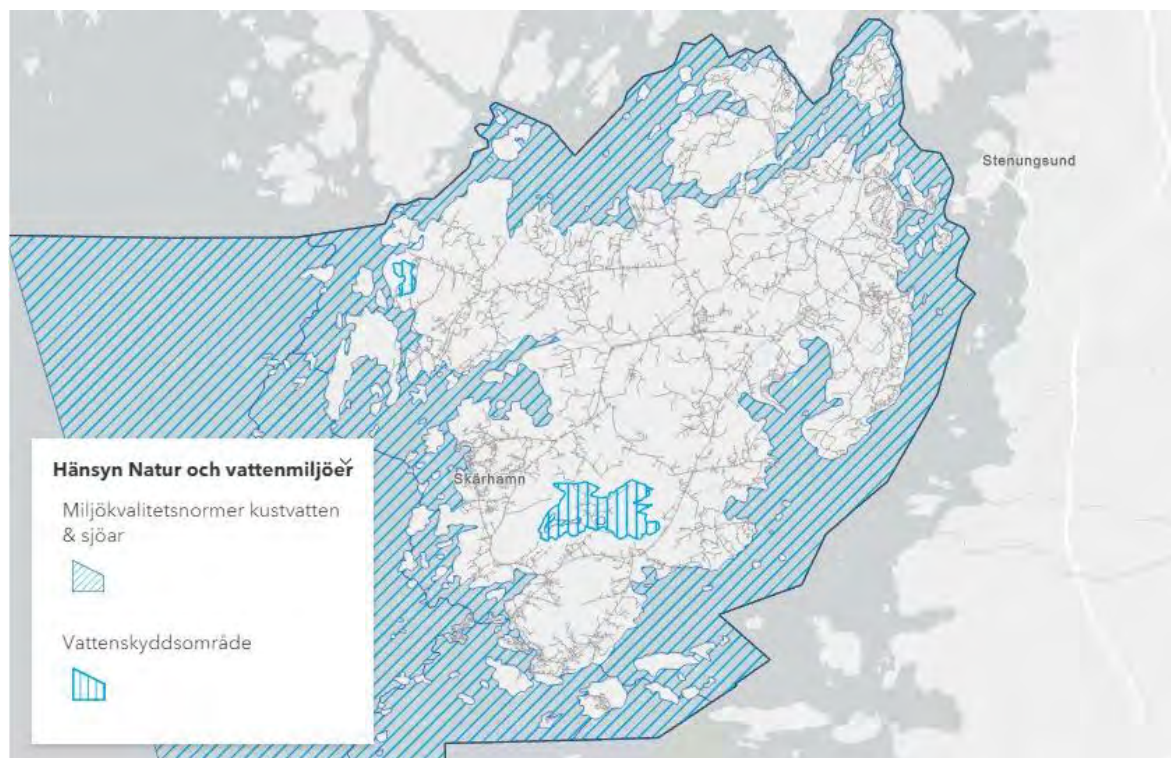 Stenungsund
Skärhamn
Hänsyn Natur och vattenmiljöer
Miljökvalitetsnormer kustvatten
& sjöar
Vattenskyddsområde